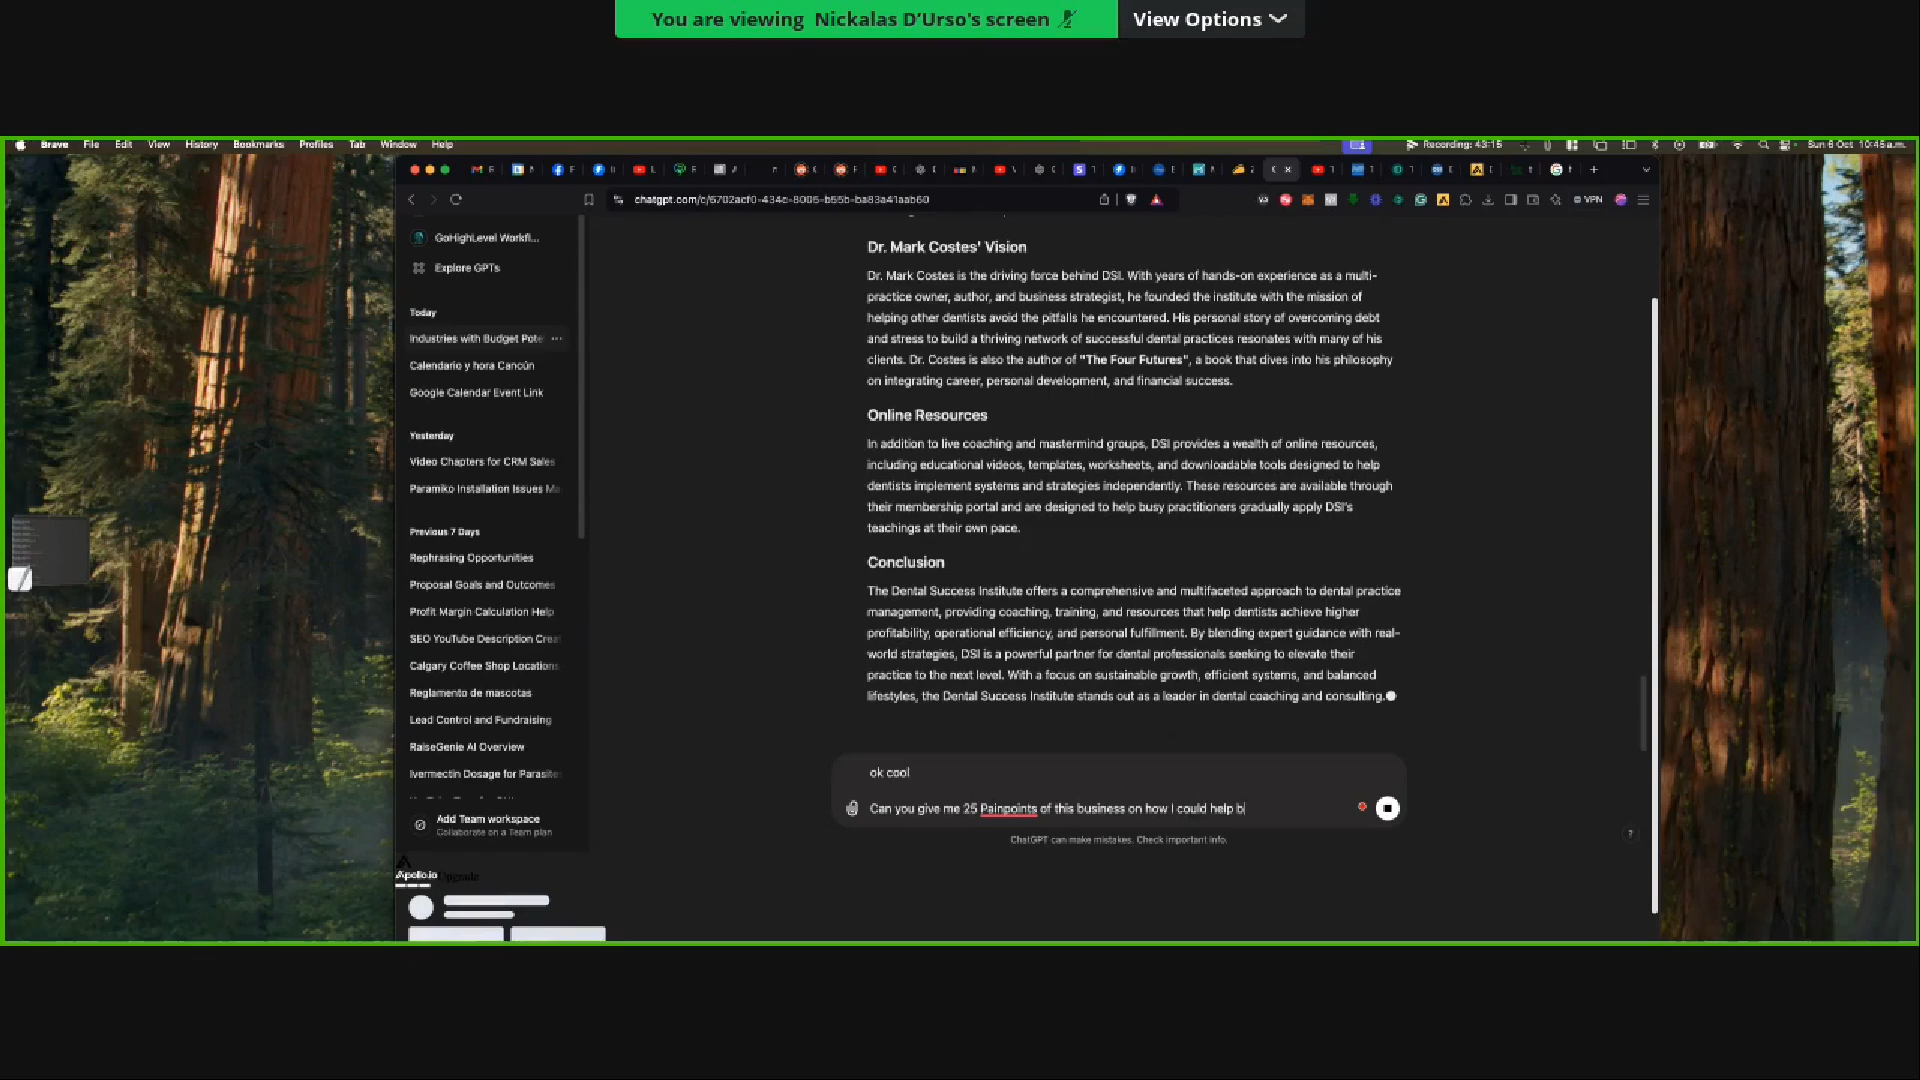 You are viewing Nickalas D'Urso's screen
View Options
Brave File Edit View History Bookmarks Profiles Tab Window Help
Recording: 43:15
Sun 6 Oct 10:45 a.m.
chatgpt.com/c/6702acf0-434c-8005-b55b-ba83a41aab60
VPN
GoHighLevel Workfl...
Explore GPTs
Today
Industries with Budget Pote
Calendario y hora Cancún
Google Calendar Event Link
Yesterday
Video Chapters for CRM Sales
Paramiko Installation Issues Ma
Previous 7 Days
Rephrasing Opportunities
Proposal Goals and Outcomes
Profit Margin Calculation Help
SEO YouTube Description Crea
Calgary Coffee Shop Locations
Reglamento de mascotas
Lead Control and Fundraising
RaiseGenie AI Overview
Ivermectin Dosage for Parasite
Add Team workspace
Collaborate on a Team plan
Apollo.io Upgrade
Dr. Mark Costes' Vision
Dr. Mark Costes is the driving force behind DSI. With years of hands-on experience as a multi-
practice owner, author, and business strategist, he founded the institute with the mission of
helping other dentists avoid the pitfalls he encountered. His personal story of overcoming debt
and stress to build a thriving network of successful dental practices resonates with many of his
clients. Dr. Costes is also the author of "The Four Futures", a book that dives into his philosophy
on integrating career, personal development, and financial success.
Online Resources
In addition to live coaching and mastermind groups, DSI provides a wealth of online resources,
including educational videos, templates, worksheets, and downloadable tools designed to help
dentists implement systems and strategies independently. These resources are available through
their membership portal and are designed to help busy practitioners gradually apply DSI's
teachings at their own pace.
Conclusion
The Dental Success Institute offers a comprehensive and multifaceted approach to dental practice
management, providing coaching, training, and resources that help dentists achieve higher
profitability, operational efficiency, and personal fulfillment. By blending expert guidance with real-
world strategies, DSI is a powerful partner for dental professionals seeking to elevate their
practice to the next level. With a focus on sustainable growth, efficient systems, and balanced
lifestyles, the Dental Success Institute stands out as a leader in dental coaching and consulting.
ok cool
Can you give me 25 Painpoints of this business on how I could help b
ChatGPT can make mistakes. Check important info.
?